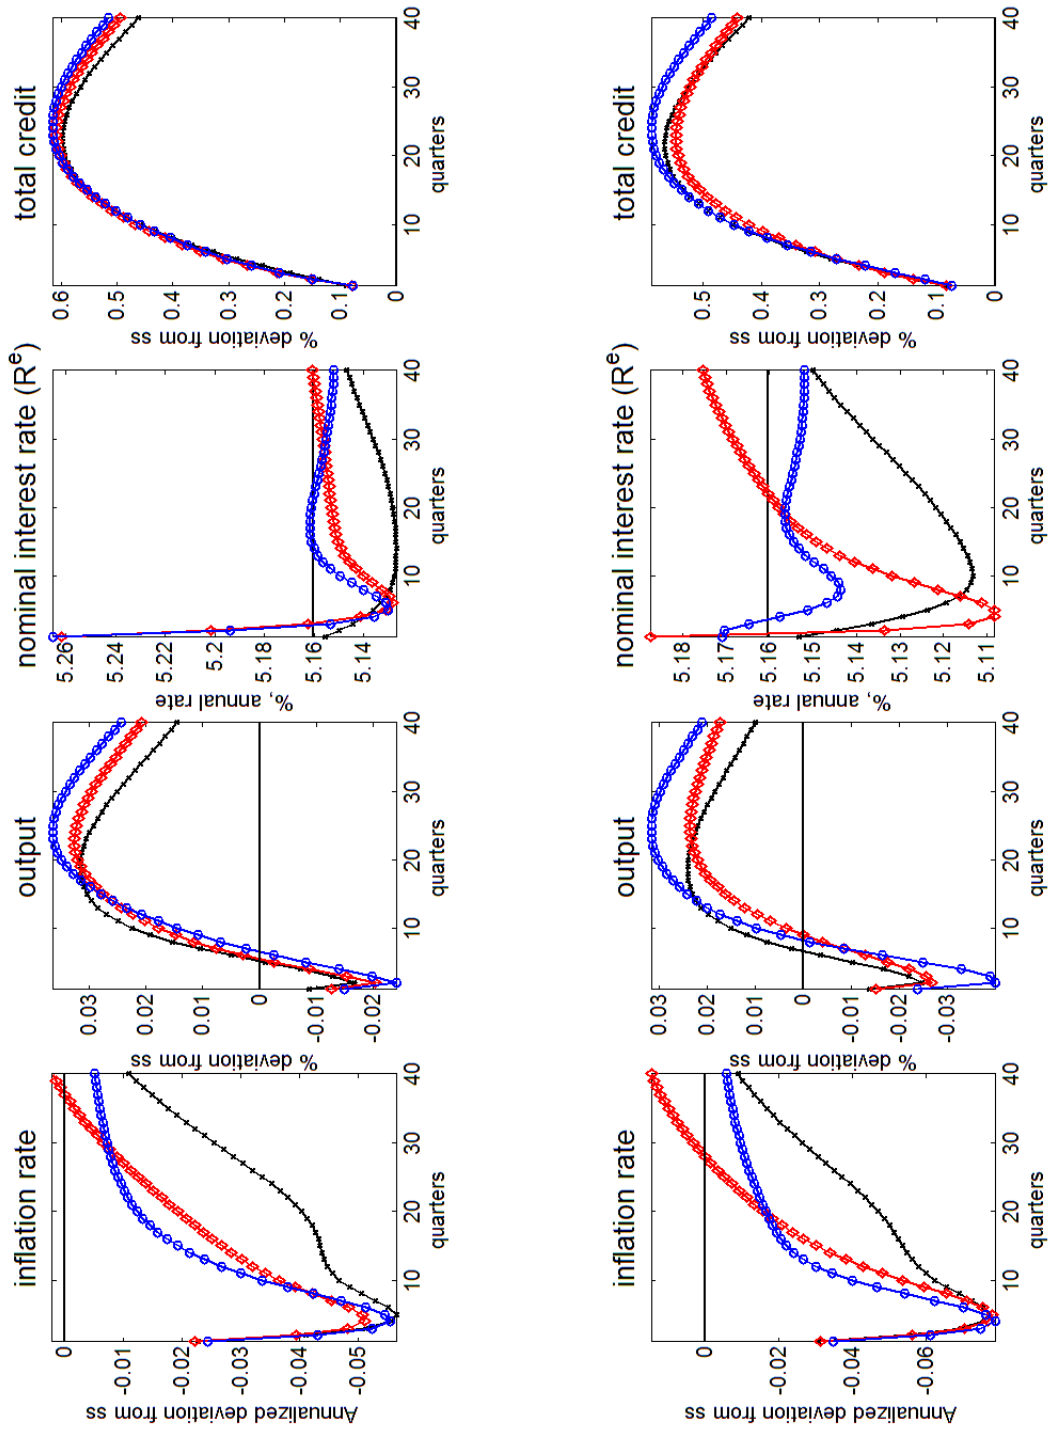 inflation rate
Annualized deviation from ss
0
-0.01
-0.02
-0.03
-0.04
-0.05
10 20 30 40
quarters
output
% deviation from ss
0.03
0.02
0.01
0
-0.01
-0.02
10 20 30 40
quarters
nominal interest rate (Rᵉ)
%, annual rate
5.26
5.24
5.22
5.2
5.18
5.16
5.14
10 20 30 40
quarters
total credit
% deviation from ss
0.6
0.5
0.4
0.3
0.2
0.1
0
10 20 30 40
quarters
inflation rate
Annualized deviation from ss
0
-0.02
-0.04
-0.06
10 20 30 40
quarters
output
% deviation from ss
0.03
0.02
0.01
0
-0.01
-0.02
-0.03
10 20 30 40
quarters
nominal interest rate (Rᵉ)
%, annual rate
5.18
5.17
5.16
5.15
5.14
5.13
5.12
5.11
10 20 30 40
quarters
total credit
% deviation from ss
0.5
0.4
0.3
0.2
0.1
0
10 20 30 40
quarters